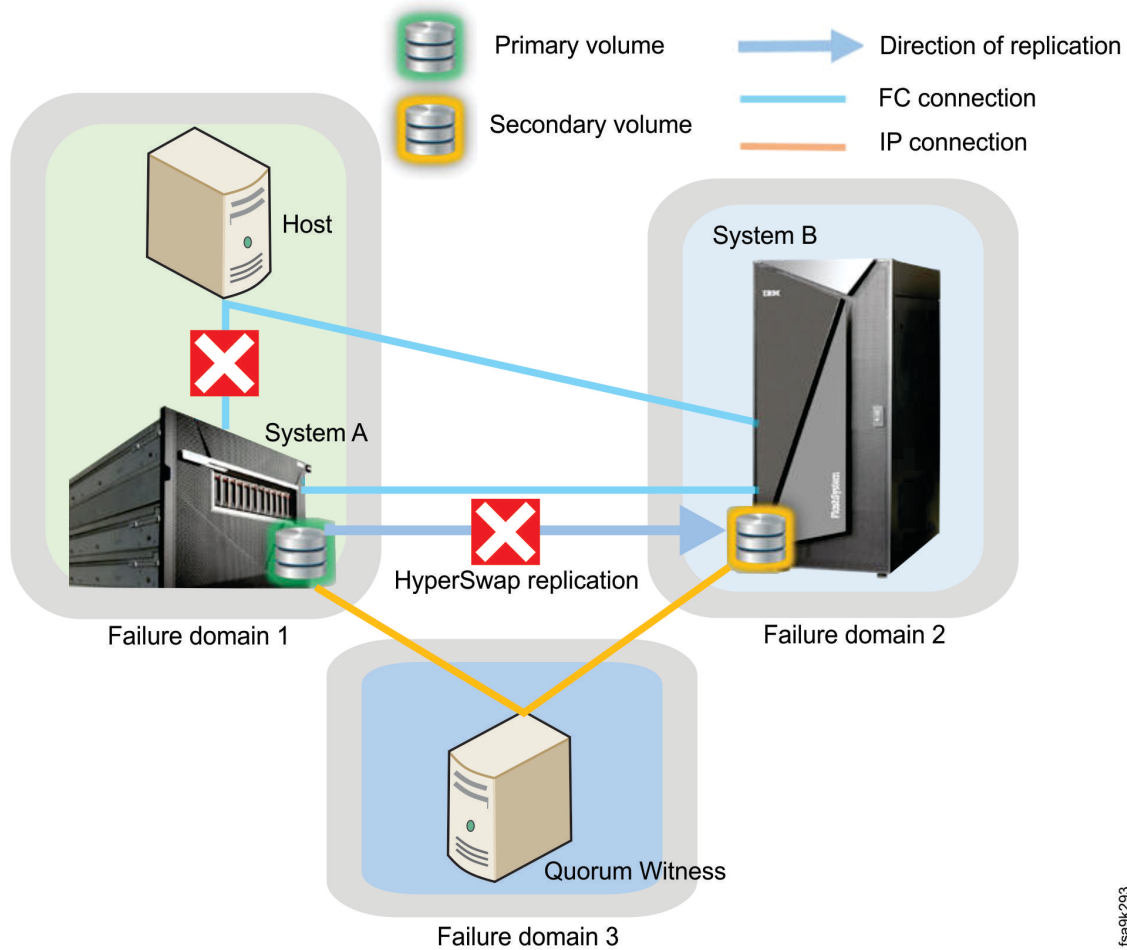 Primary volume
Direction of replication
Secondary volume
FC connection
IP connection
Host
System B
IBM
System A
FlashSystem
HyperSwap replication
Failure domain 1
Failure domain 2
Quorum Witness
Failure domain 3
fsa9k293